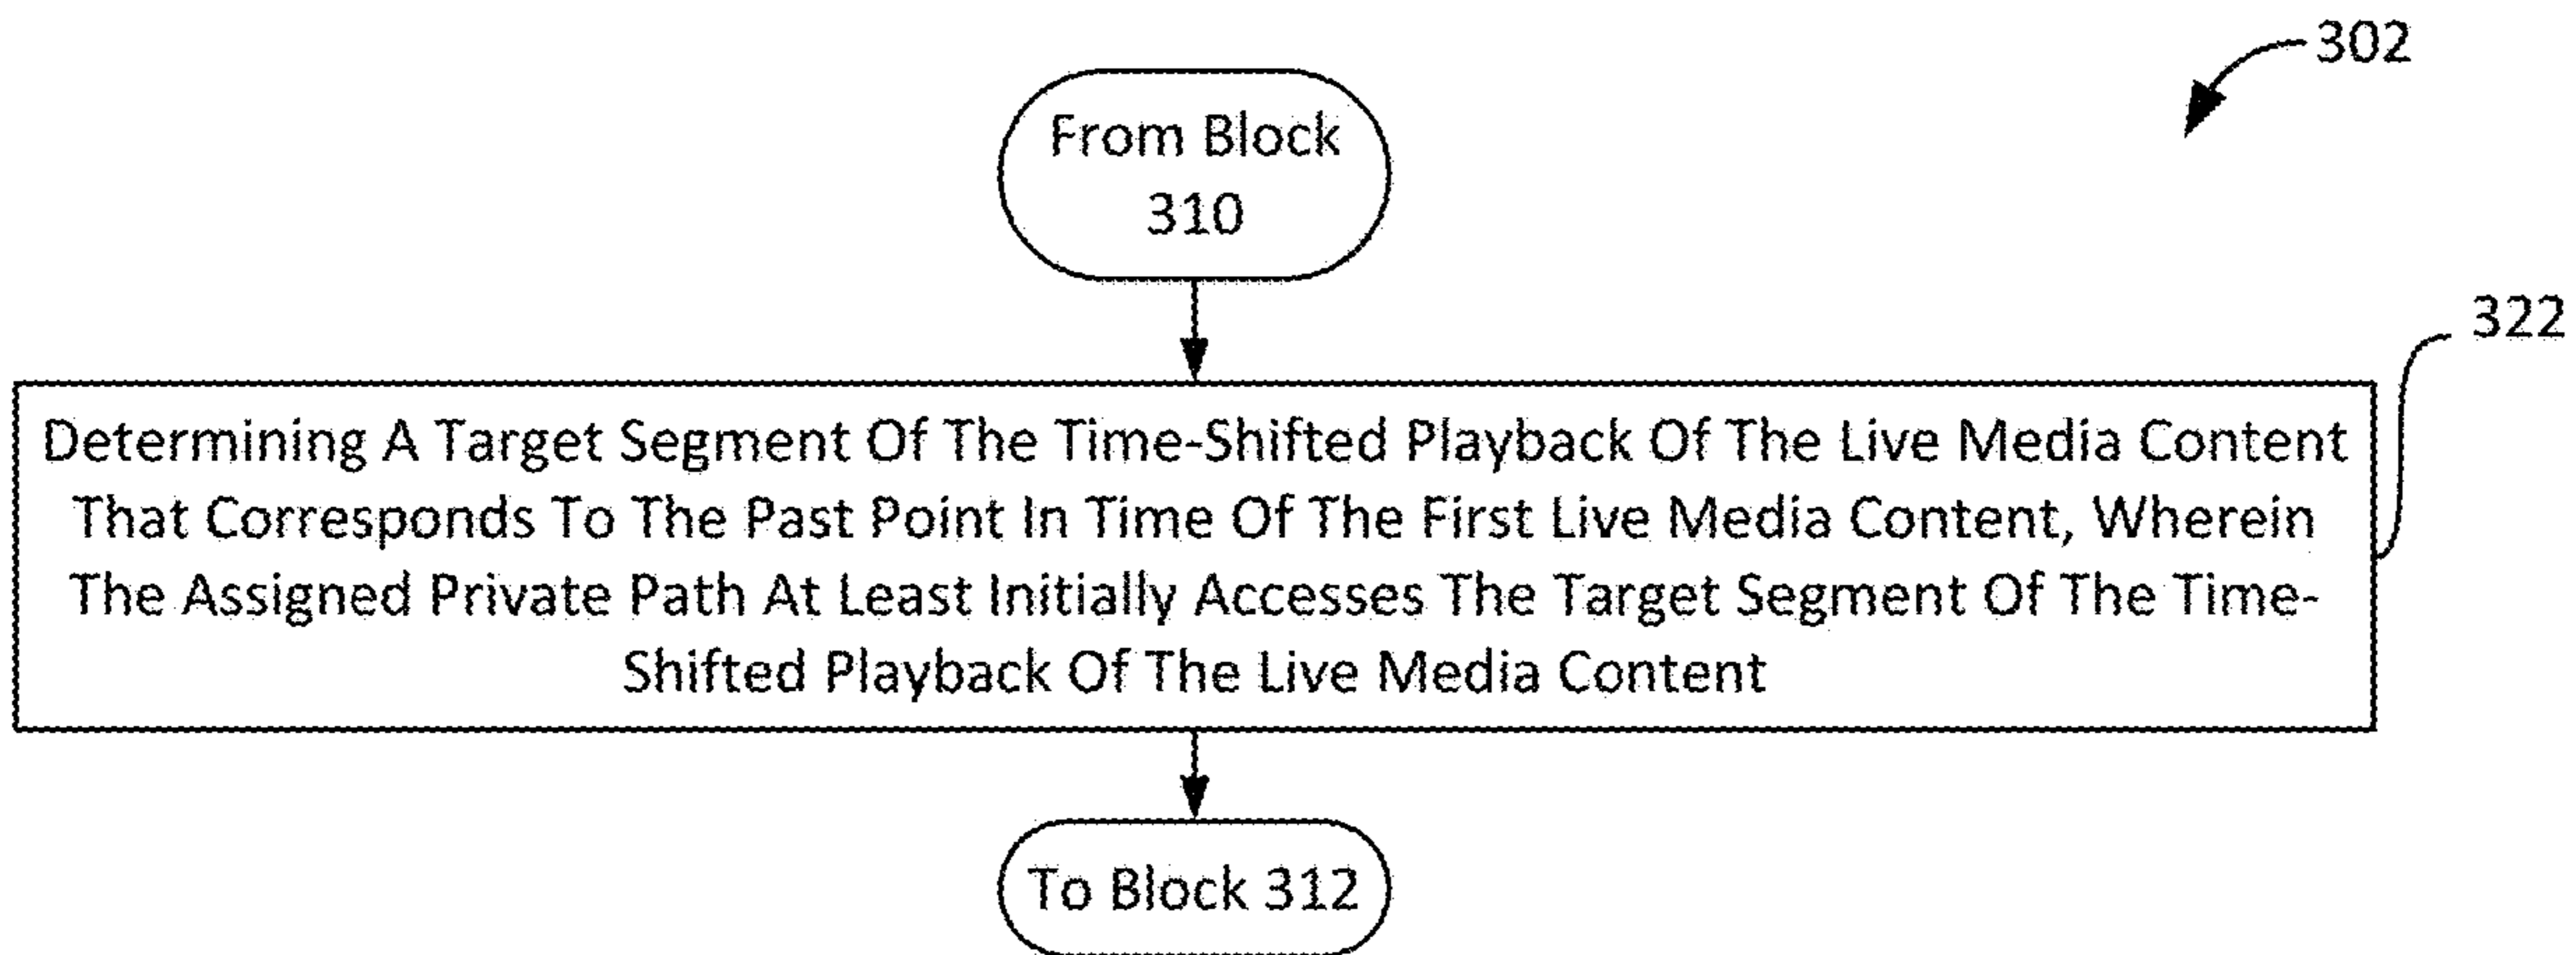 302
From Block
310
322
Determining A Target Segment Of The Time-Shifted Playback Of The Live Media Content
That Corresponds To The Past Point In Time Of The First Live Media Content, Wherein
The Assigned Private Path At Least Initially Accesses The Target Segment Of The Time-
Shifted Playback Of The Live Media Content
To Block 312